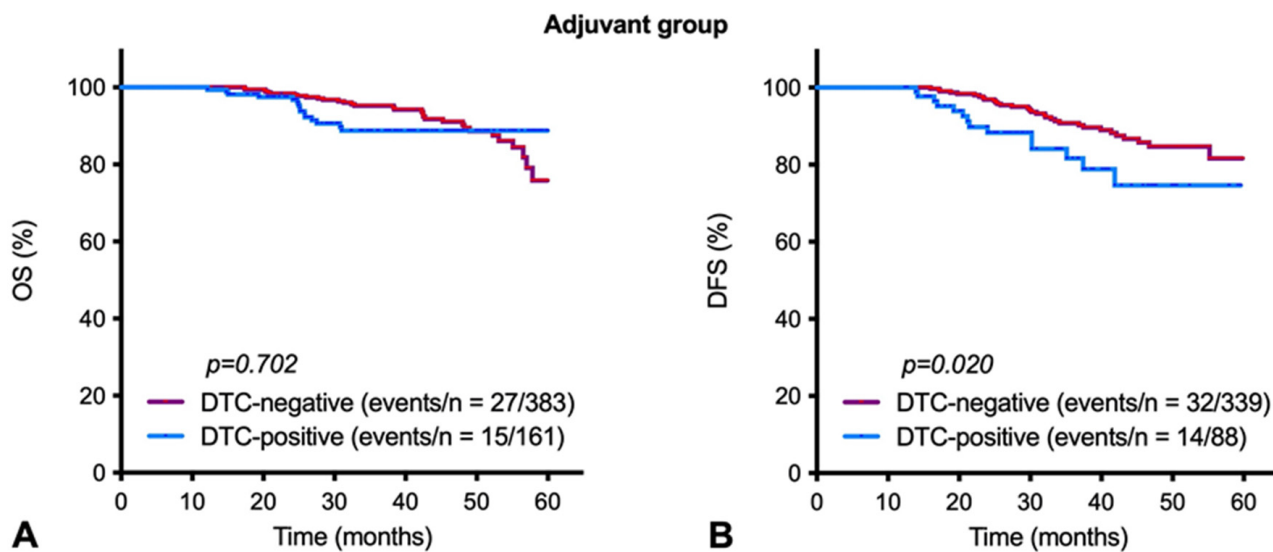 Adjuvant group
OS (%)
100
80
60
40
20
0
p=0.702
DTC-negative (events/n = 27/383)
DTC-positive (events/n = 15/161)
0 10 20 30 40 50 60
Time (months)
A
DFS (%)
100
80
60
40
20
0
p=0.020
DTC-negative (events/n = 32/339)
DTC-positive (events/n = 14/88)
0 10 20 30 40 50 60
Time (months)
B